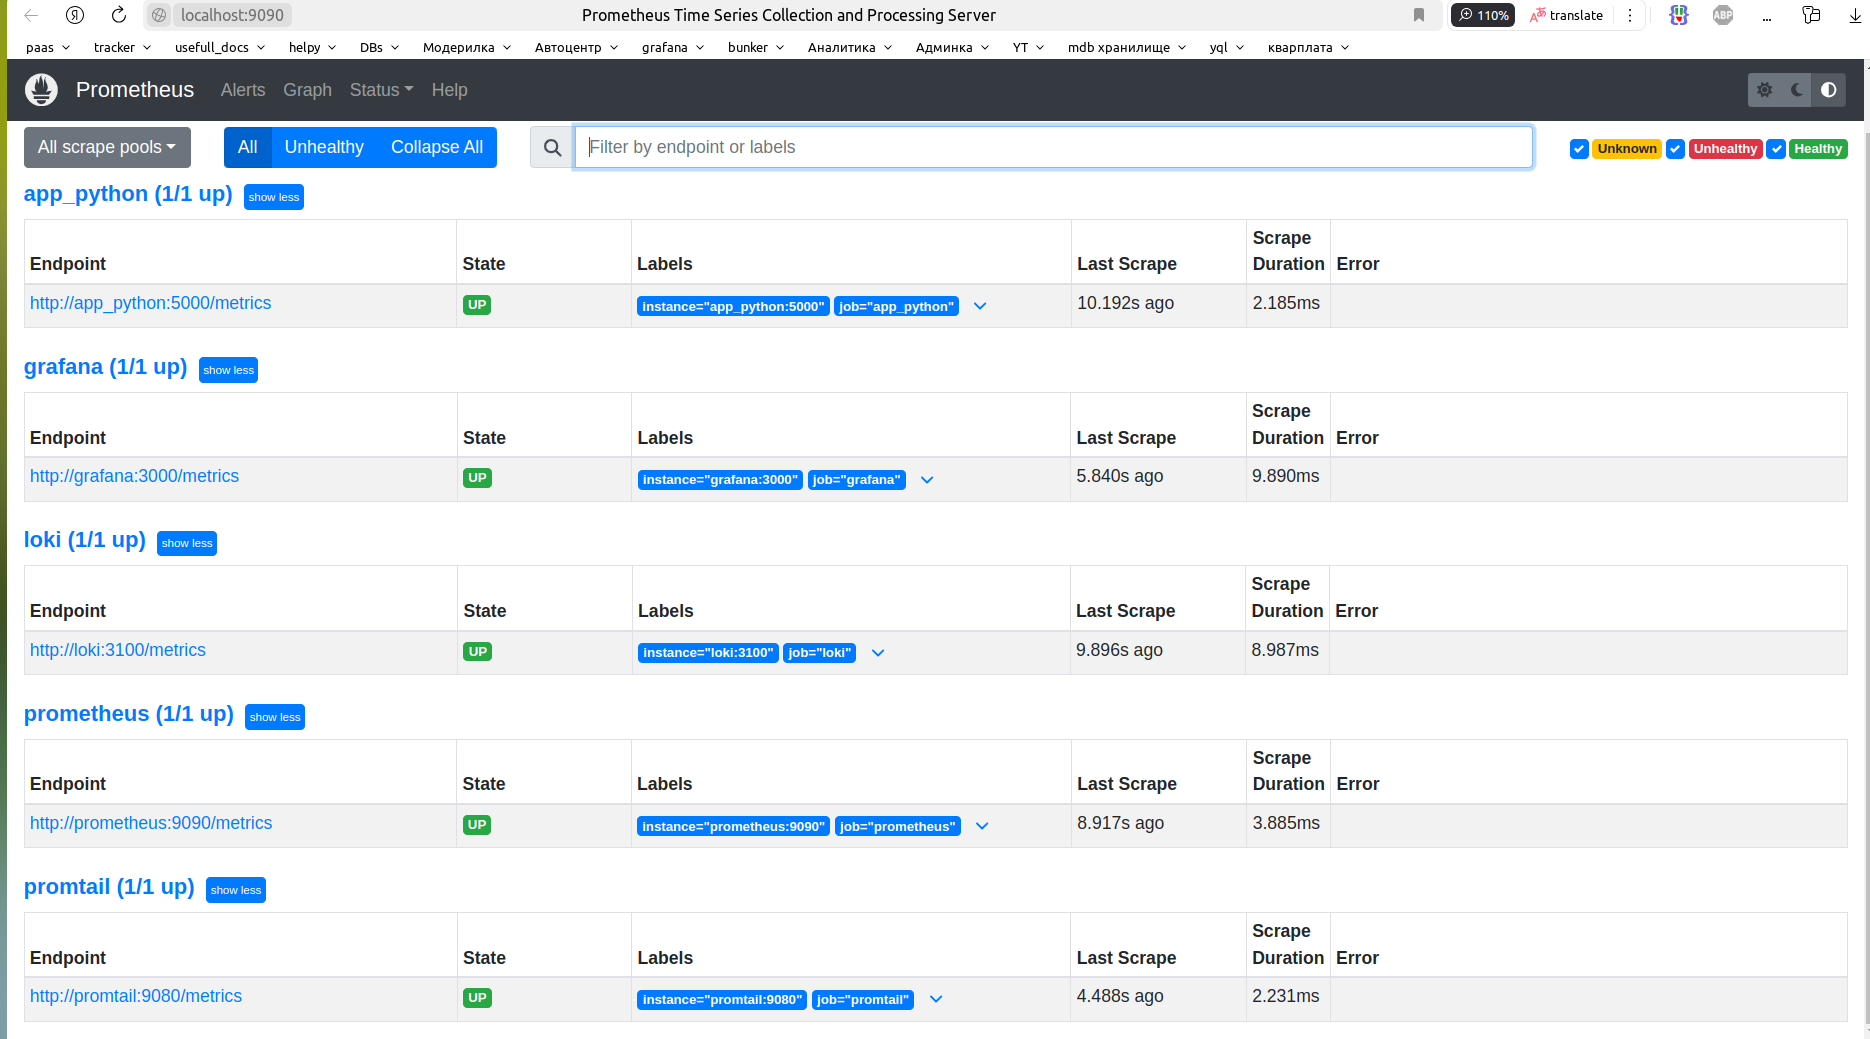 localhost:9090
Prometheus Time Series Collection and Processing Server
110%
translate
ABP
...
paas tracker usefull_docs helpy DBs Модерилка Автоцентр grafana bunker Аналитика Админка YT mdb хранилище yql кварплата
Prometheus Alerts Graph Status Help
All scrape pools All Unhealthy Collapse All Filter by endpoint or labels Unknown Unhealthy Healthy
app_python (1/1 up) show less
Endpoint State Labels Last Scrape Scrape Duration Error
http://app_python:5000/metrics UP instance="app_python:5000" job="app_python" 10.192s ago 2.185ms
grafana (1/1 up) show less
Endpoint State Labels Last Scrape Scrape Duration Error
http://grafana:3000/metrics UP instance="grafana:3000" job="grafana" 5.840s ago 9.890ms
loki (1/1 up) show less
Endpoint State Labels Last Scrape Scrape Duration Error
http://loki:3100/metrics UP instance="loki:3100" job="loki" 9.896s ago 8.987ms
prometheus (1/1 up) show less
Endpoint State Labels Last Scrape Scrape Duration Error
http://prometheus:9090/metrics UP instance="prometheus:9090" job="prometheus" 8.917s ago 3.885ms
promtail (1/1 up) show less
Endpoint State Labels Last Scrape Scrape Duration Error
http://promtail:9080/metrics UP instance="promtail:9080" job="promtail" 4.488s ago 2.231ms